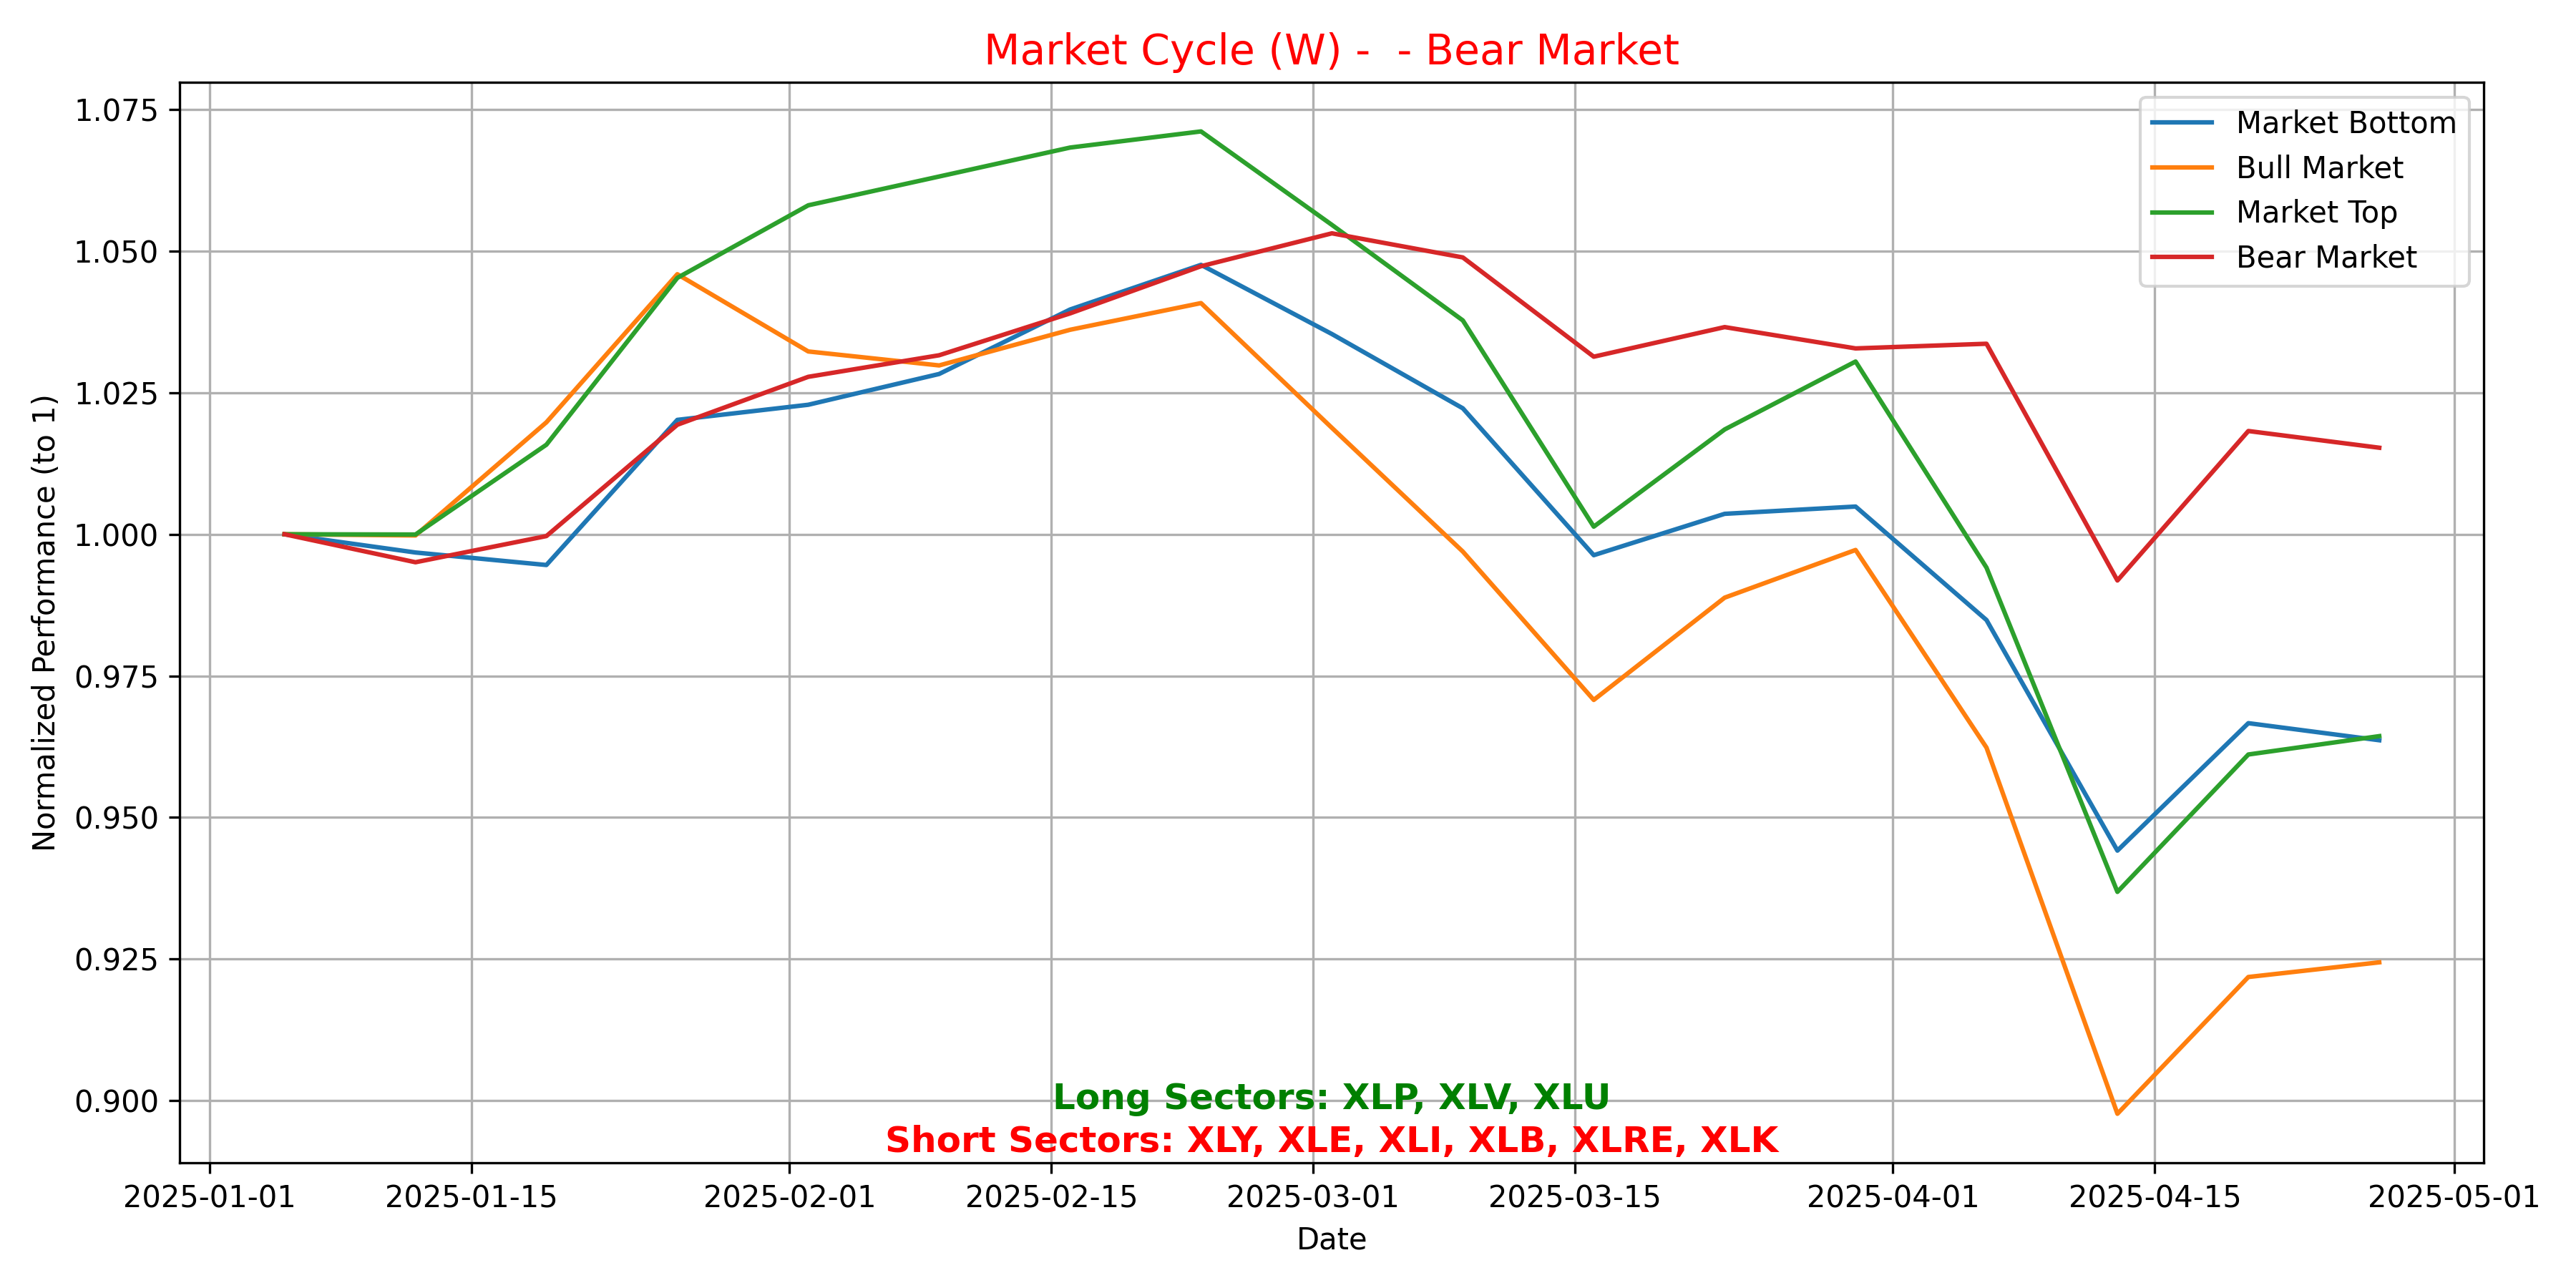 Market Cycle (W) -  - Bear Market
Normalized Performance (to 1)
1.075
1.050
1.025
1.000
0.975
0.950
0.925
0.900
Market Bottom
Bull Market
Market Top
Bear Market
Long Sectors: XLP, XLV, XLU
Short Sectors: XLY, XLE, XLI, XLB, XLRE, XLK
2025-01-01 2025-01-15 2025-02-01 2025-02-15 2025-03-01 2025-03-15 2025-04-01 2025-04-15 2025-05-01
Date